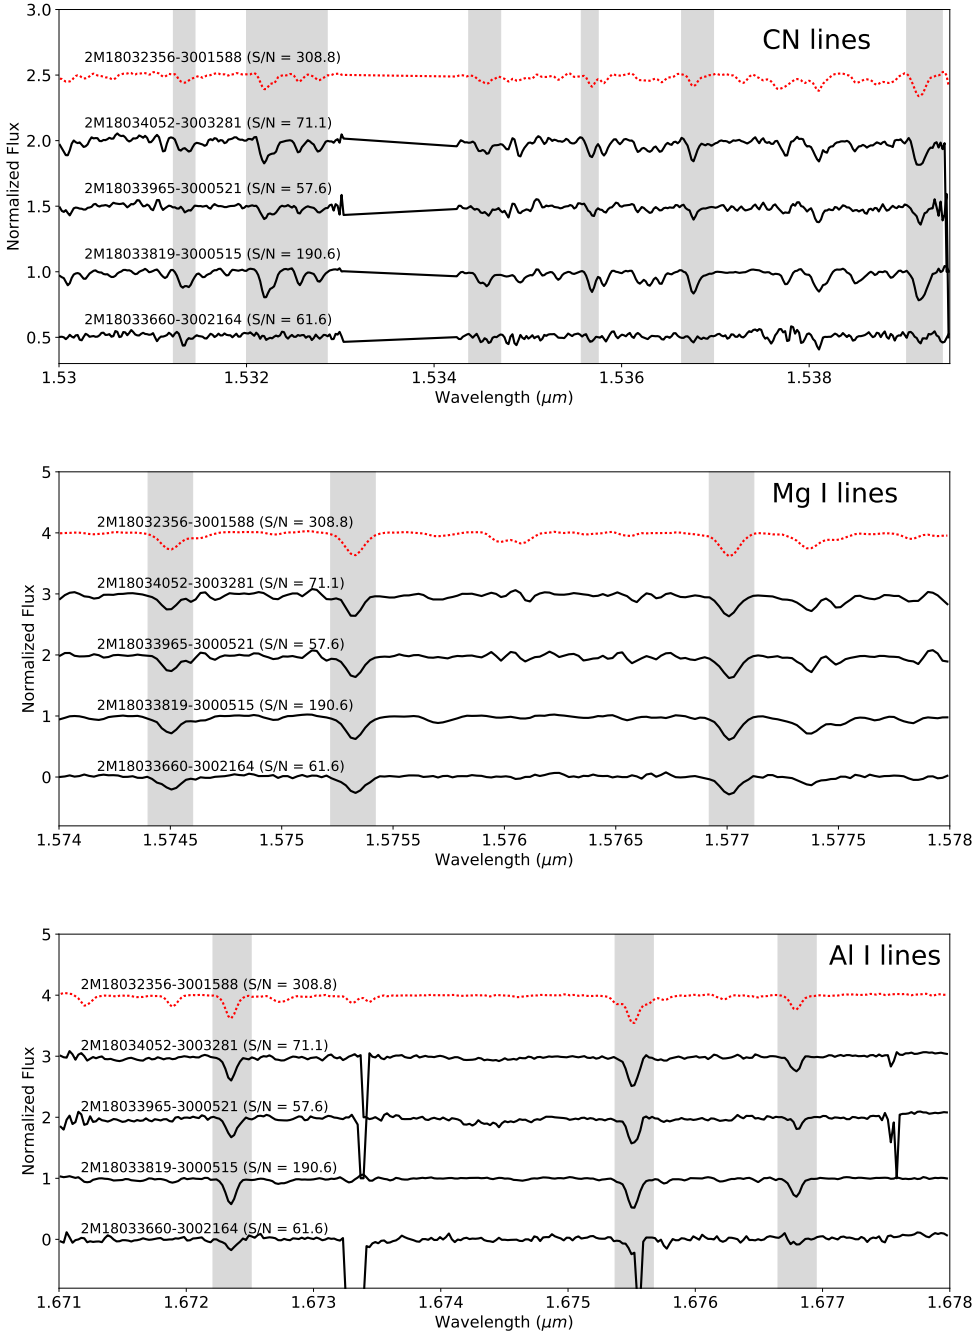 CN lines
3.0
2.5
2.0
1.5
1.0
0.5
Normalized Flux
2M18032356-3001588 (S/N = 308.8)
2M18034052-3003281 (S/N = 71.1)
2M18033965-3000521 (S/N = 57.6)
2M18033819-3000515 (S/N = 190.6)
2M18033660-3002164 (S/N = 61.6)
1.53 1.532 1.534 1.536 1.538
Wavelength (μm)
Mg I lines
5
4
3
2
1
0
Normalized Flux
2M18032356-3001588 (S/N = 308.8)
2M18034052-3003281 (S/N = 71.1)
2M18033965-3000521 (S/N = 57.6)
2M18033819-3000515 (S/N = 190.6)
2M18033660-3002164 (S/N = 61.6)
1.574 1.5745 1.575 1.5755 1.576 1.5765 1.577 1.5775 1.578
Wavelength (μm)
Al I lines
5
4
3
2
1
0
Normalized Flux
2M18032356-3001588 (S/N = 308.8)
2M18034052-3003281 (S/N = 71.1)
2M18033965-3000521 (S/N = 57.6)
2M18033819-3000515 (S/N = 190.6)
2M18033660-3002164 (S/N = 61.6)
1.671 1.672 1.673 1.674 1.675 1.676 1.677 1.678
Wavelength (μm)